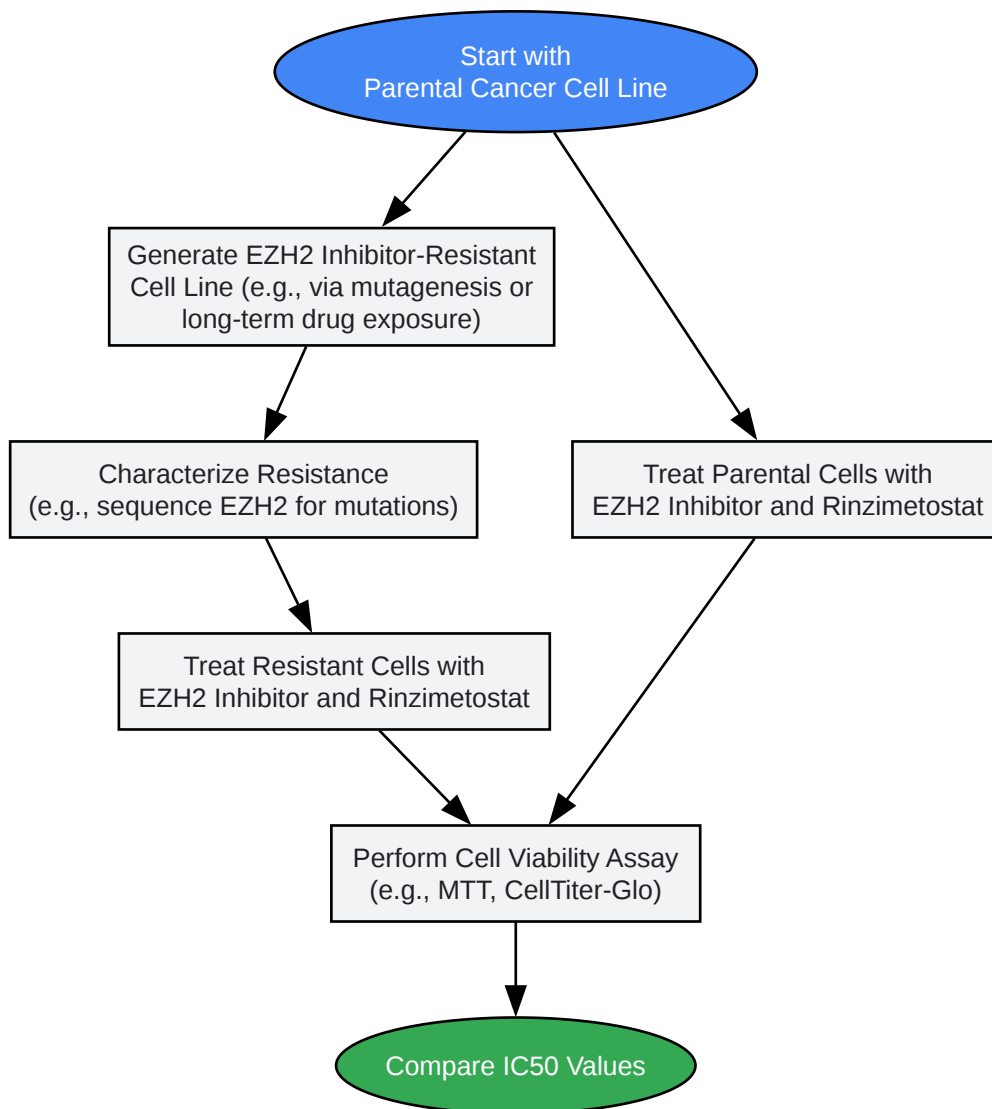 Start with
Parental Cancer Cell Line
Generate EZH2 Inhibitor-Resistant
Cell Line (e.g., via mutagenesis or
long-term drug exposure)
Characterize Resistance
(e.g., sequence EZH2 for mutations)
Treat Parental Cells with
EZH2 Inhibitor and Rinzimetostat
Treat Resistant Cells with
EZH2 Inhibitor and Rinzimetostat
Perform Cell Viability Assay
(e.g., MTT, CellTiter-Glo)
Compare IC50 Values